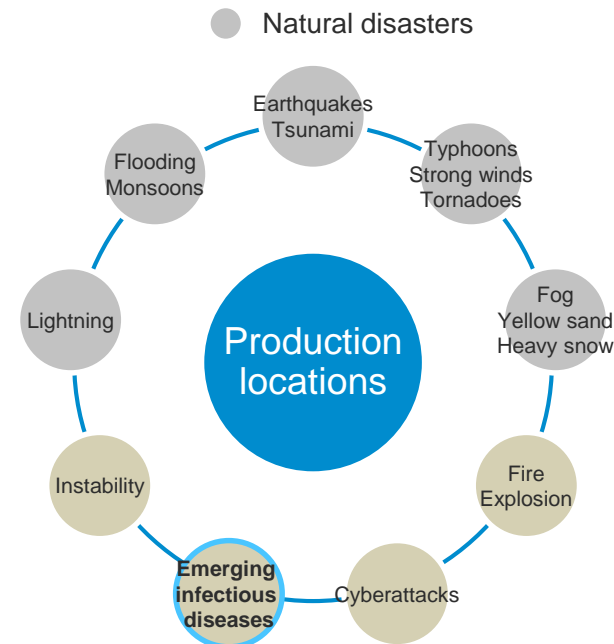 Natural disasters
Earthquakes
Tsunami
Typhoons
Strong winds
Tornadoes
Flooding
Monsoons
Fog
Yellow sand
Heavy snow
Lightning
Production
locations
Fire
Explosion
Instability
Emerging
infectious
diseases
Cyberattacks